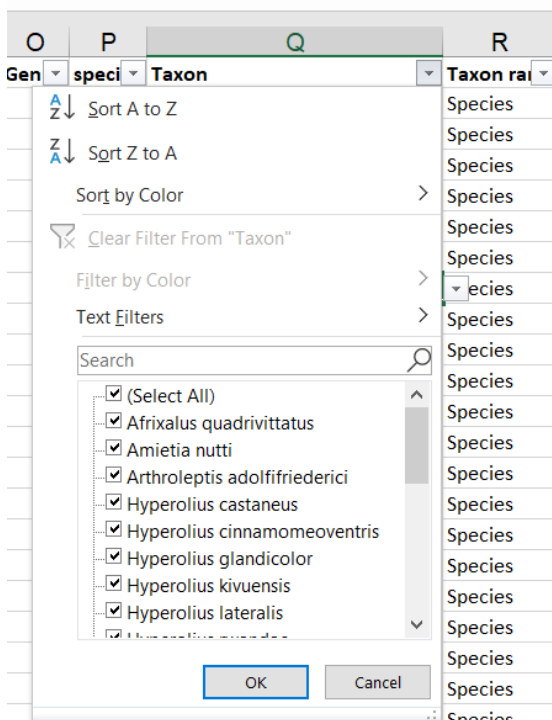 O P Q R
Gen speci Taxon Taxon ran
Sort A to Z
Species
Species
Sort Z to A
Species
Sort by Color
Species
Clear Filter From "Taxon"
Species
Species
Filter by Color
ecies
Text Filters
Species
Search
Species
Species
(Select All)
Species
Afrixalus quadrivittatus
Species
Amietia nutti
Arthroleptis adolfifriederici
Species
Hyperolius castaneus
Species
Hyperolius cinnamomeoventris
Species
Hyperolius glandicolor
Species
Hyperolius kivuensis
Species
Hyperolius lateralis
Species
Species
OK Cancel
Species
Species